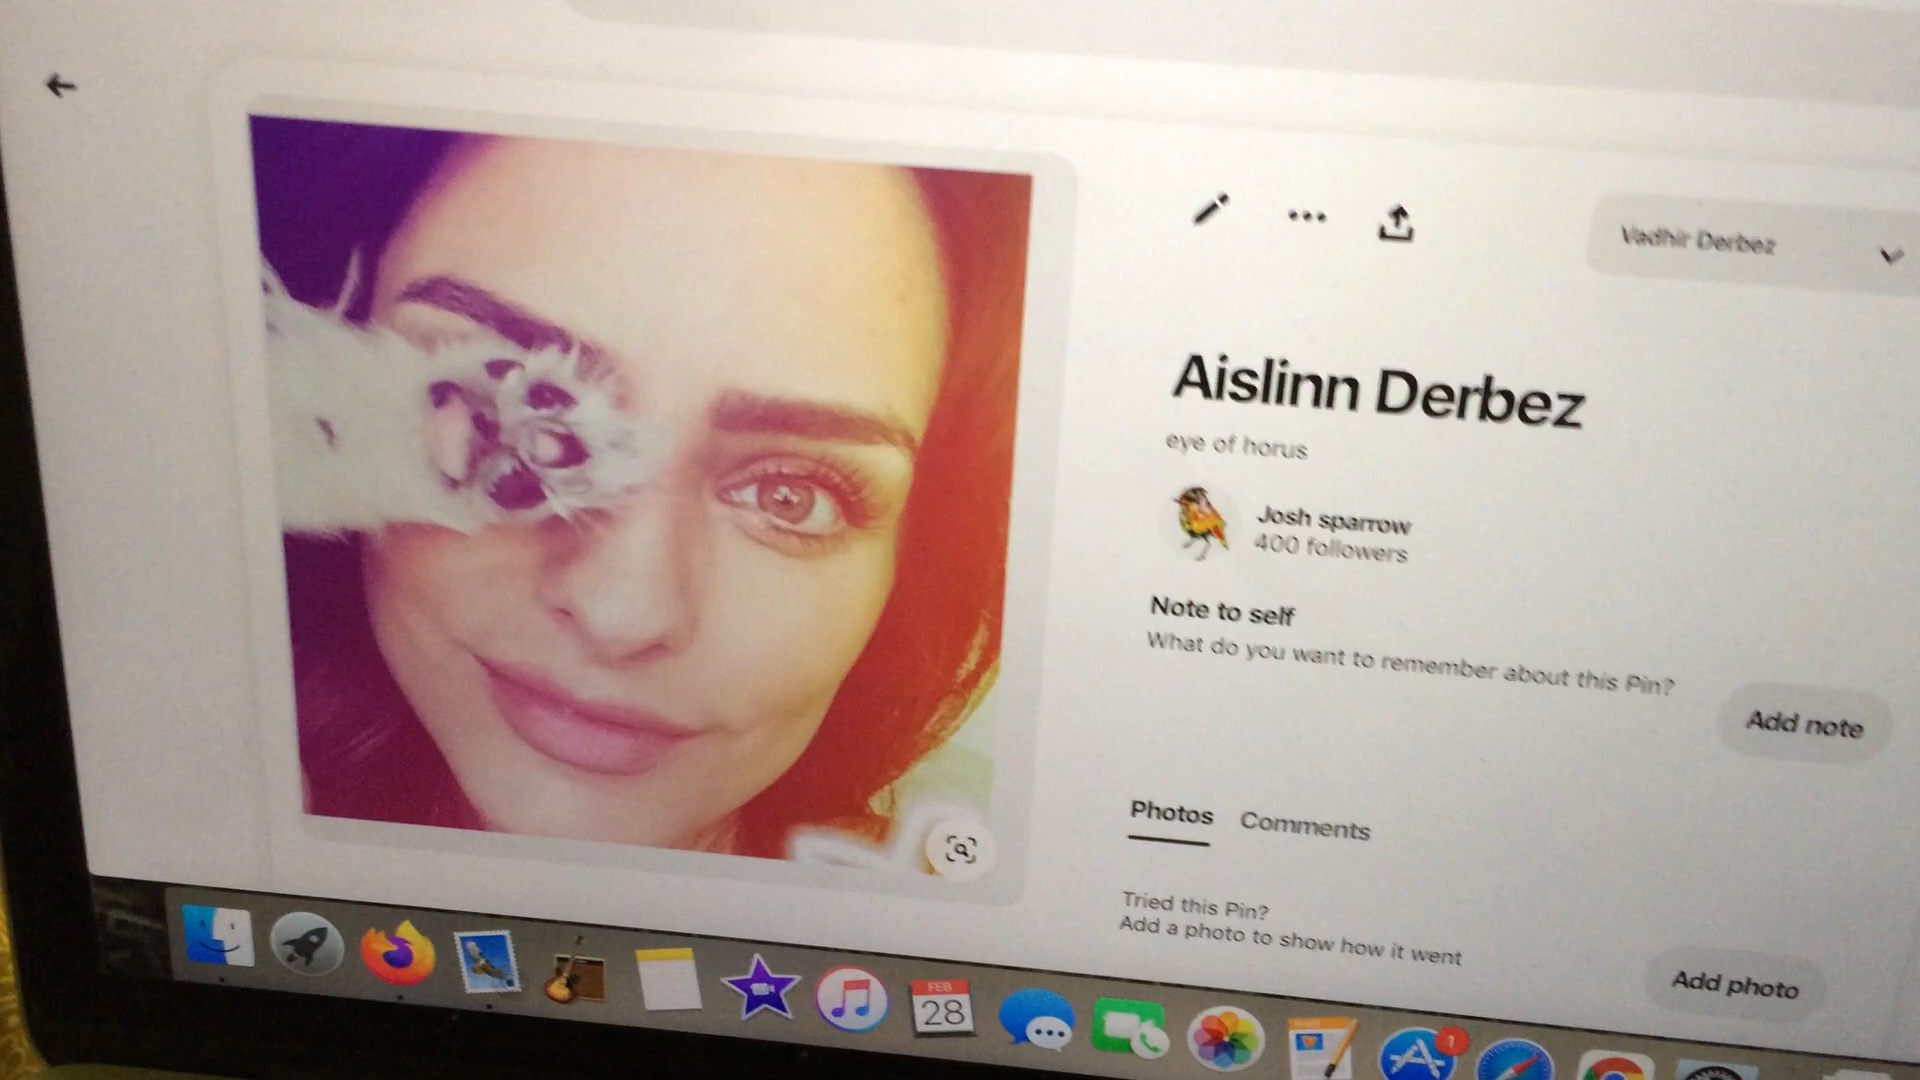 Vadhir Derbez
Aislinn Derbez
eye of horus
Josh sparrow
400 followers
Note to self
What do you want to remember about this Pin?
Add note
Photos
Comments
Tried this Pin?
Add a photo to show how it went
Add photo
FEB
28
1